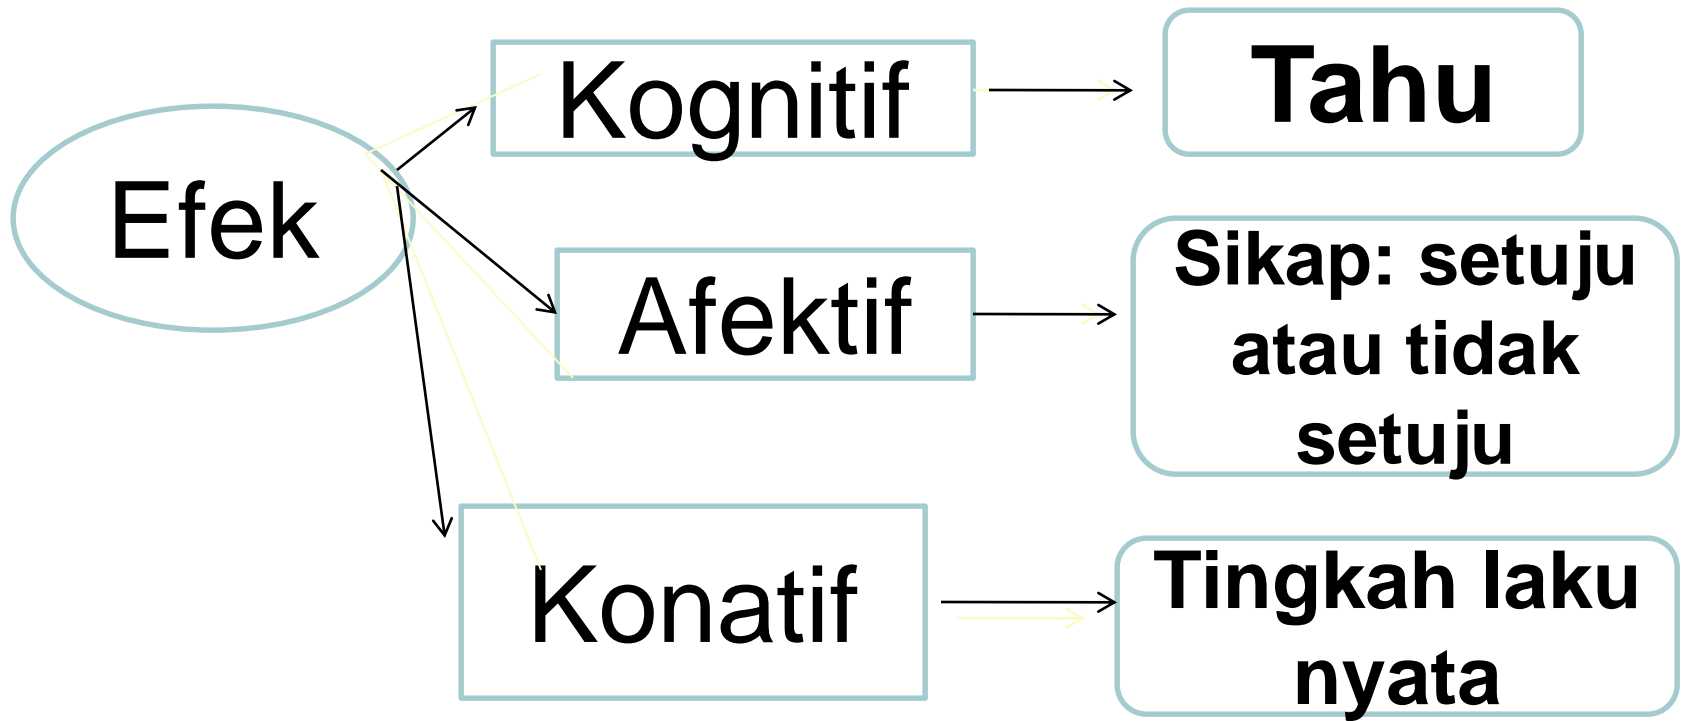 Efek
Kognitif
Tahu
Afektif
Sikap: setuju
atau tidak
setuju
Konatif
Tingkah laku
nyata